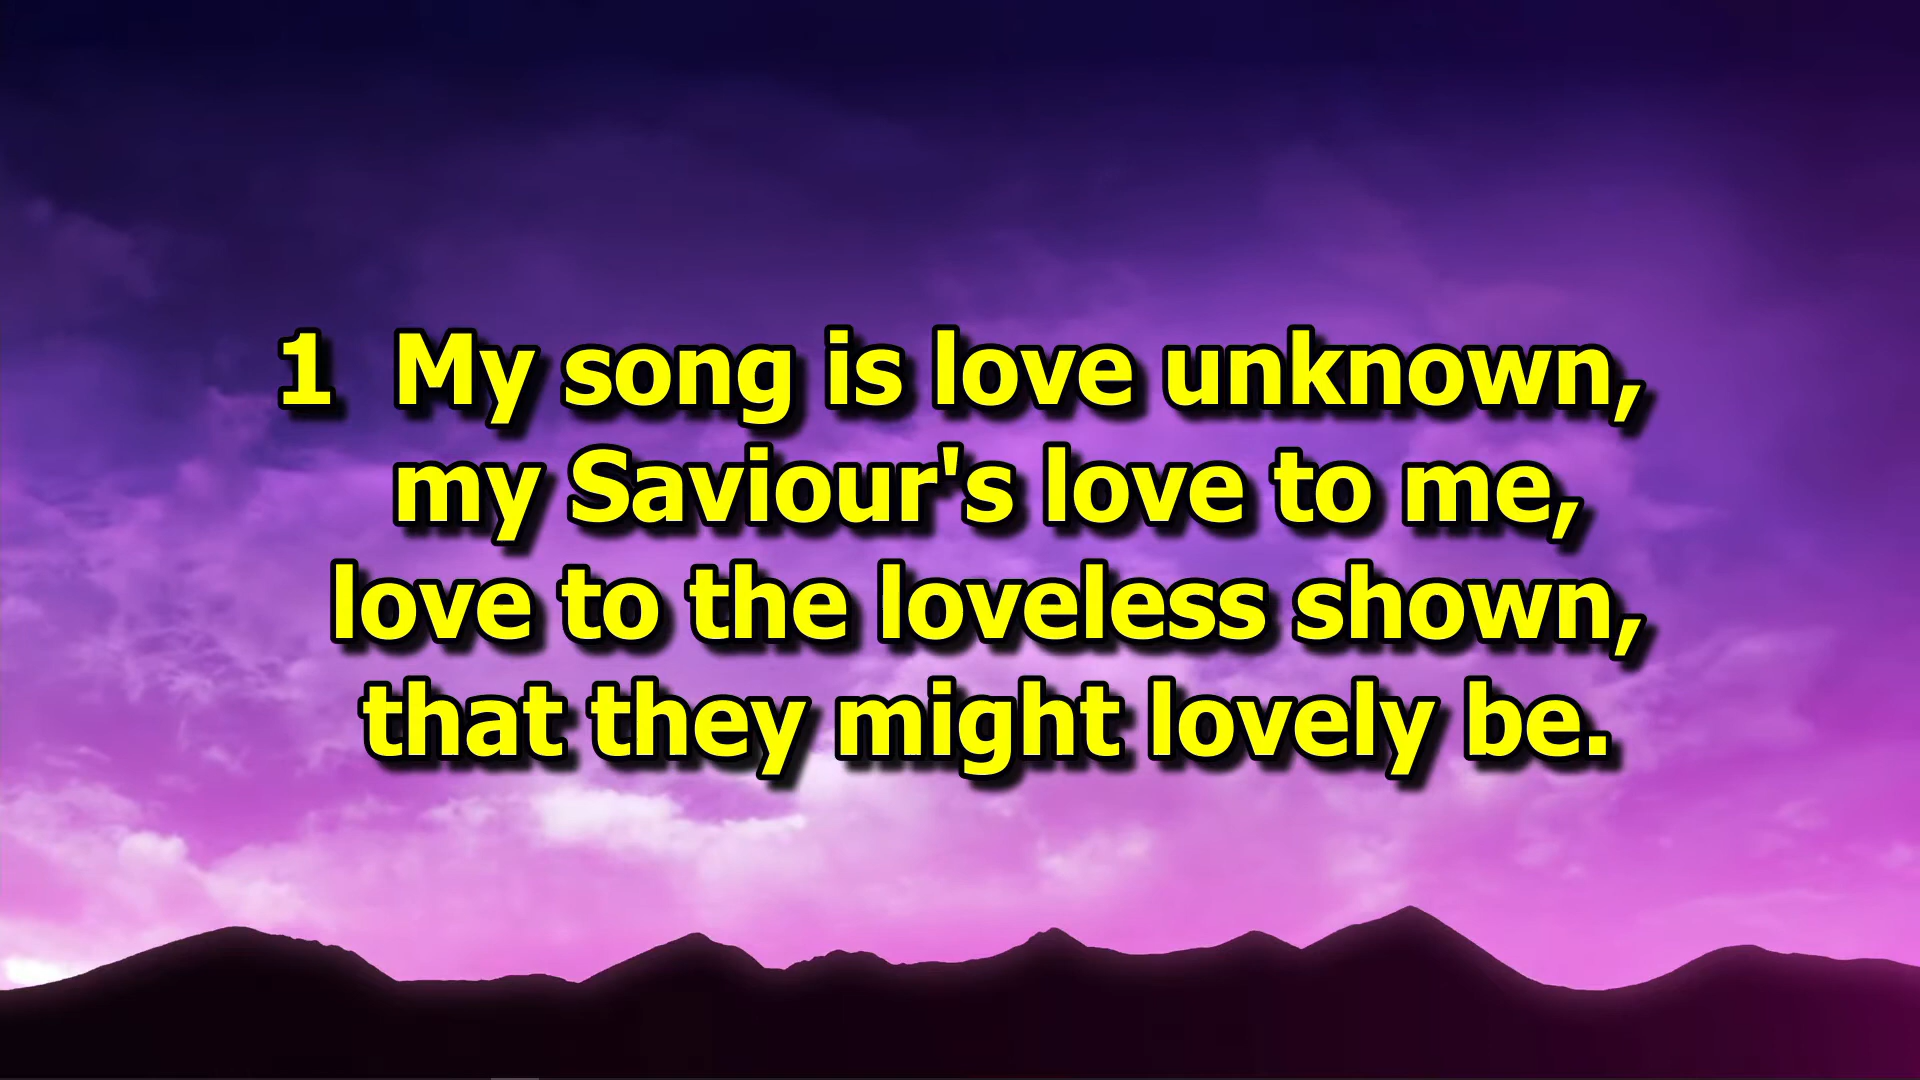 1  My song is love unknown,
my Saviour's love to me,
love to the loveless shown,
that they might lovely be.